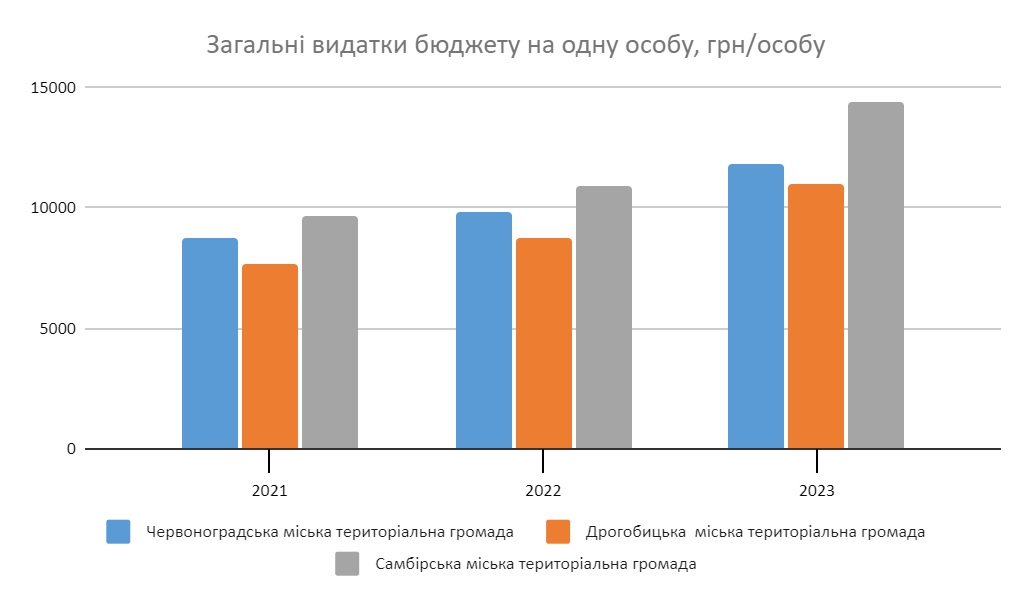 Загальні видатки бюджету на одну особу, грн/особу
15000
10000
5000
0
2021 2022 2023
Червоноградська міська територіальна громада Дрогобицька міська територіальна громада
Самбірська міська територіальна громада